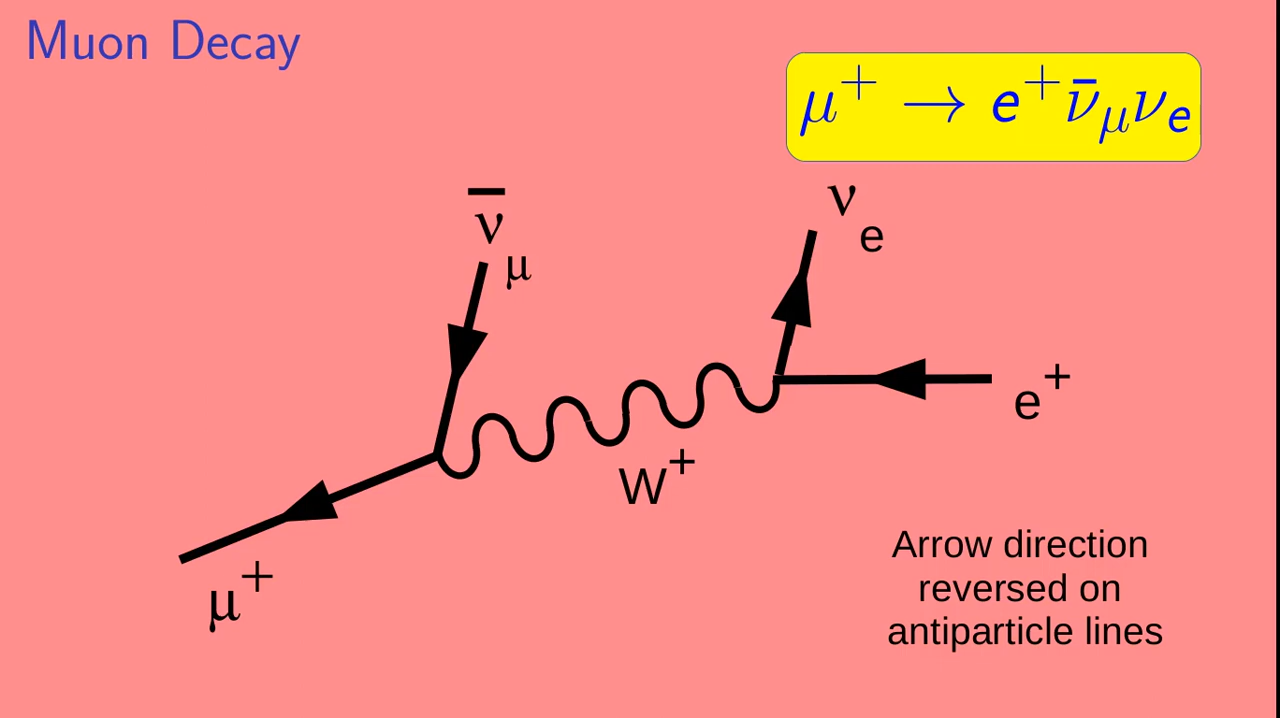 Muon Decay
μ⁺ → e⁺ν̄_μν_e
ν̄_μ
ν_e
e⁺
W⁺
μ⁺
Arrow direction
reversed on
antiparticle lines